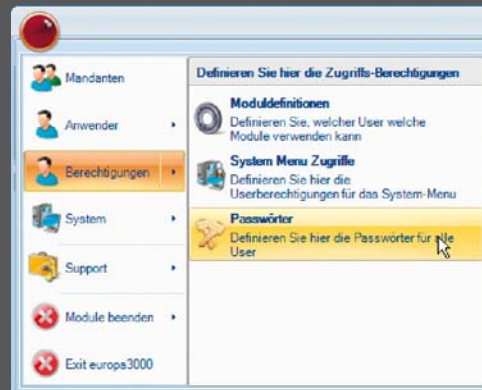 Mandanten
Anwender
Berechtigungen
System
Support
Module beenden
Exit europa3000
Definieren Sie hier die Zugriffs-Berechtigungen
Moduldefinitionen
Definieren Sie, welcher User welche
Module verwenden kann
System Menu Zugriffe
Definieren Sie hier die
Userberechtigungen für das System-Menu
Passwörter
Definieren Sie hier die Passwörter für alle
User